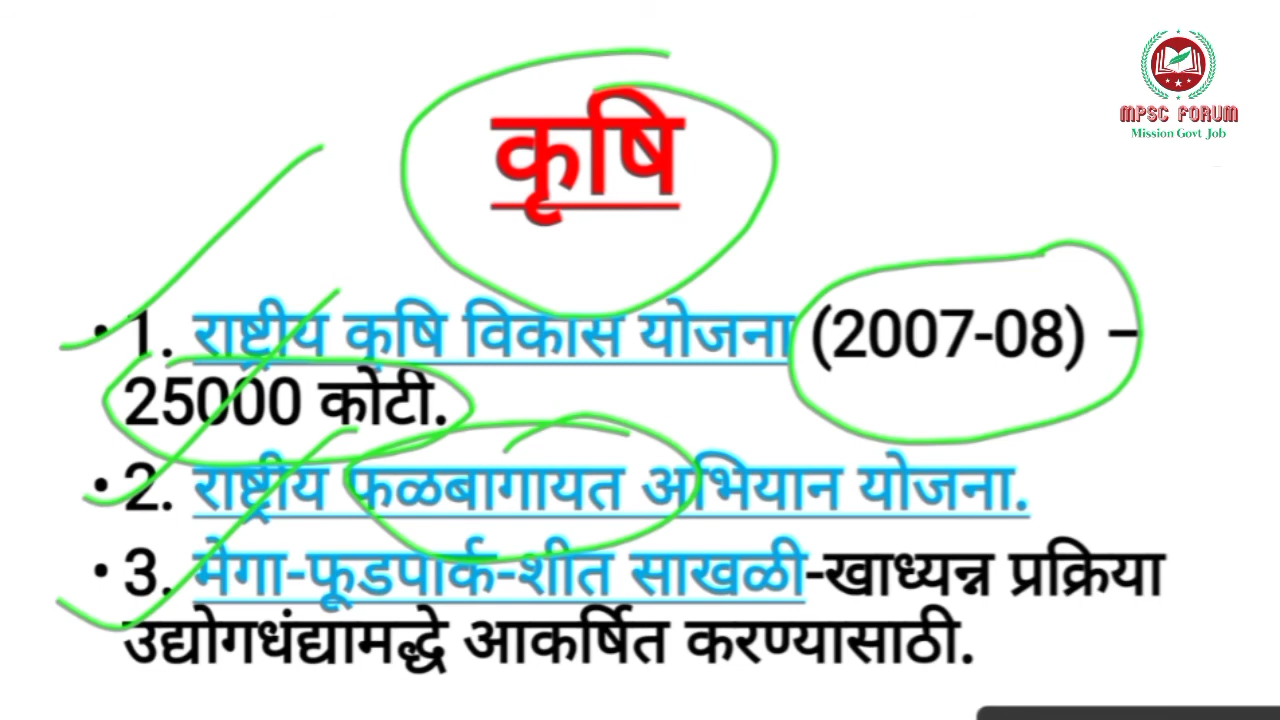 MPSC FORUM
Mission Govt Job
कृषि
• 1. राष्ट्रीय कृषि विकास योजना (2007-08) –
25000 कोटी.
• 2. राष्ट्रीय फळबागायत अभियान योजना.
• 3. मेगा-फूडपार्क-शीत साखळी-खाध्यन्न प्रक्रिया
उद्योगधंद्यामद्धे आकर्षित करण्यासाठी.